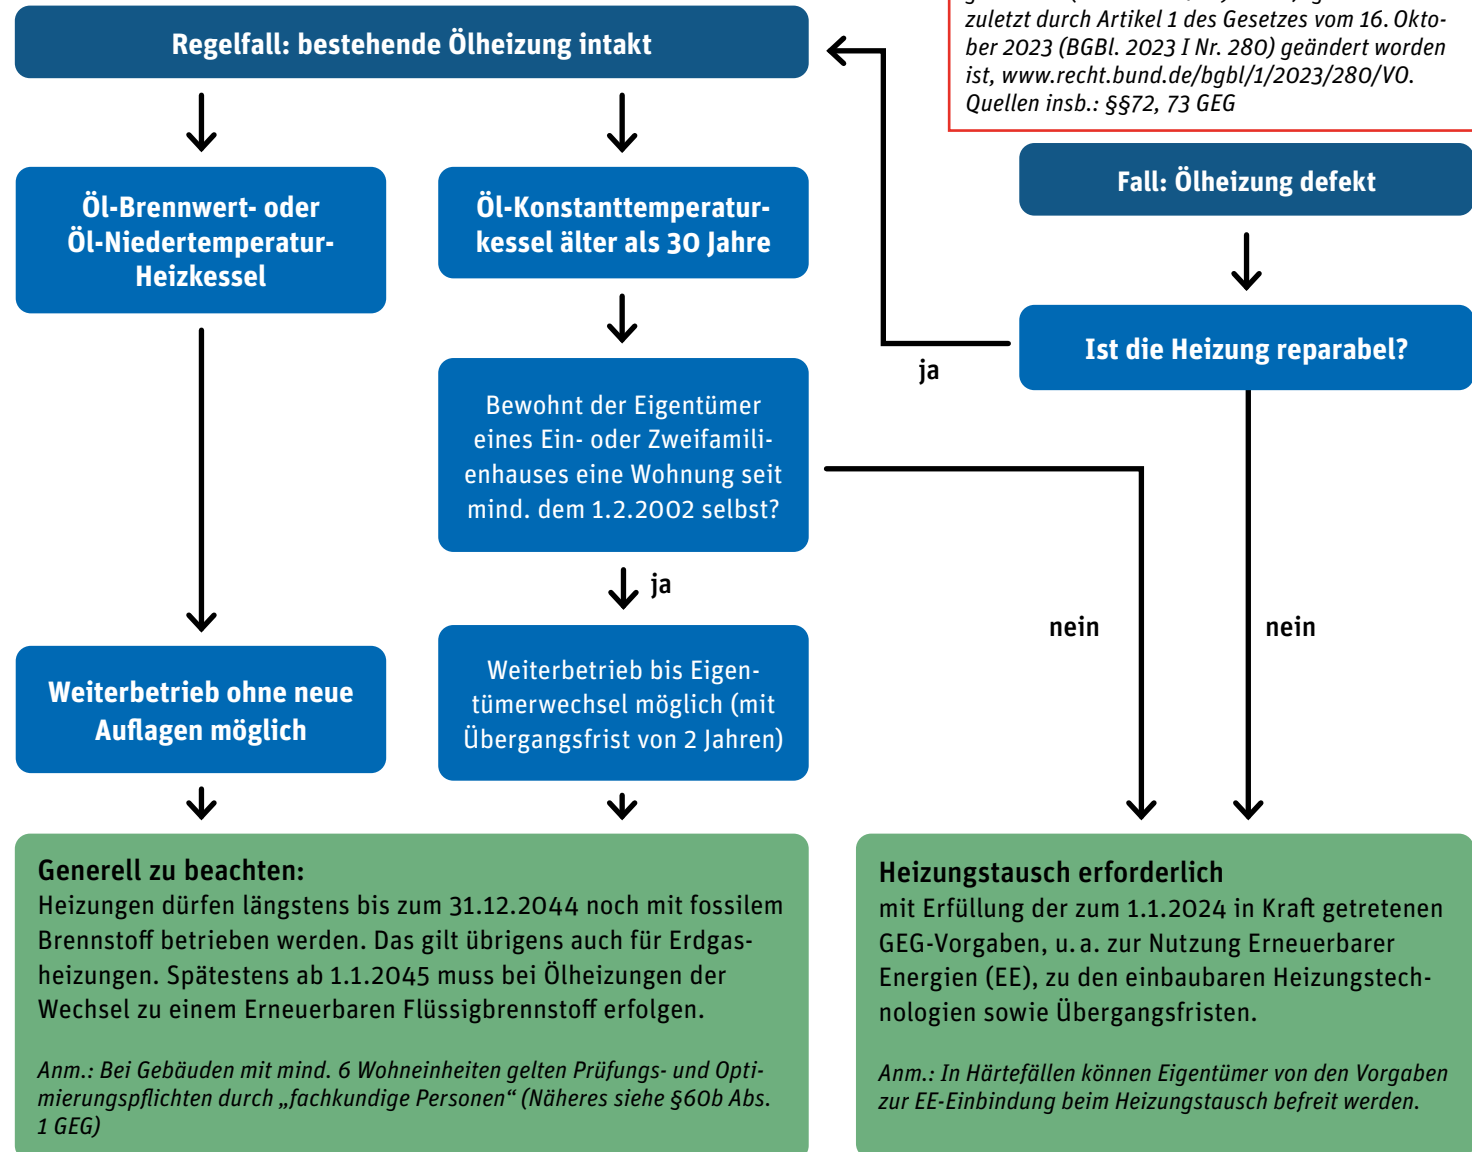 zuletzt durch Artikel 1 des Gesetzes vom 16. Okto-
ber 2023 (BGBl. 2023 I Nr. 280) geändert worden
ist, www.recht.bund.de/bgbl/1/2023/280/VO.
Quellen insb.: §§72, 73 GEG
Regelfall: bestehende Ölheizung intakt
Öl-Brennwert- oder
Öl-Niedertemperatur-
Heizkessel
Öl-Konstanttemperatur-
kessel älter als 30 Jahre
Fall: Ölheizung defekt
Ist die Heizung reparabel?
ja
Bewohnt der Eigentümer
eines Ein- oder Zweifamili-
enhauses eine Wohnung seit
mind. dem 1.2.2002 selbst?
ja
nein
nein
Weiterbetrieb ohne neue
Auflagen möglich
Weiterbetrieb bis Eigen-
tümerwechsel möglich (mit
Übergangsfrist von 2 Jahren)
Generell zu beachten:
Heizungen dürfen längstens bis zum 31.12.2044 noch mit fossilem
Brennstoff betrieben werden. Das gilt übrigens auch für Erdgas-
heizungen. Spätestens ab 1.1.2045 muss bei Ölheizungen der
Wechsel zu einem Erneuerbaren Flüssigbrennstoff erfolgen.
Anm.: Bei Gebäuden mit mind. 6 Wohneinheiten gelten Prüfungs- und Opti-
mierungspflichten durch „fachkundige Personen“ (Näheres siehe §60b Abs.
1 GEG)
Heizungstausch erforderlich
mit Erfüllung der zum 1.1.2024 in Kraft getretenen
GEG-Vorgaben, u. a. zur Nutzung Erneuerbarer
Energien (EE), zu den einbaubaren Heizungstech-
nologien sowie Übergangsfristen.
Anm.: In Härtefällen können Eigentümer von den Vorgaben
zur EE-Einbindung beim Heizungstausch befreit werden.